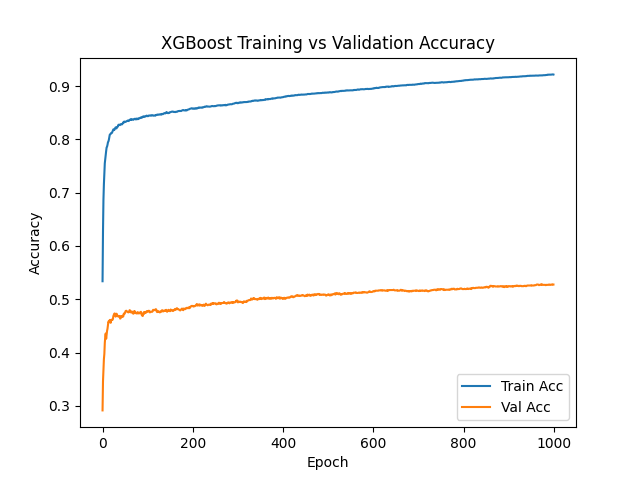 XGBoost Training vs Validation Accuracy
Accuracy
0.9
0.8
0.7
0.6
0.5
0.4
0.3
0
200
400
600
800
1000
Epoch
Train Acc
Val Acc